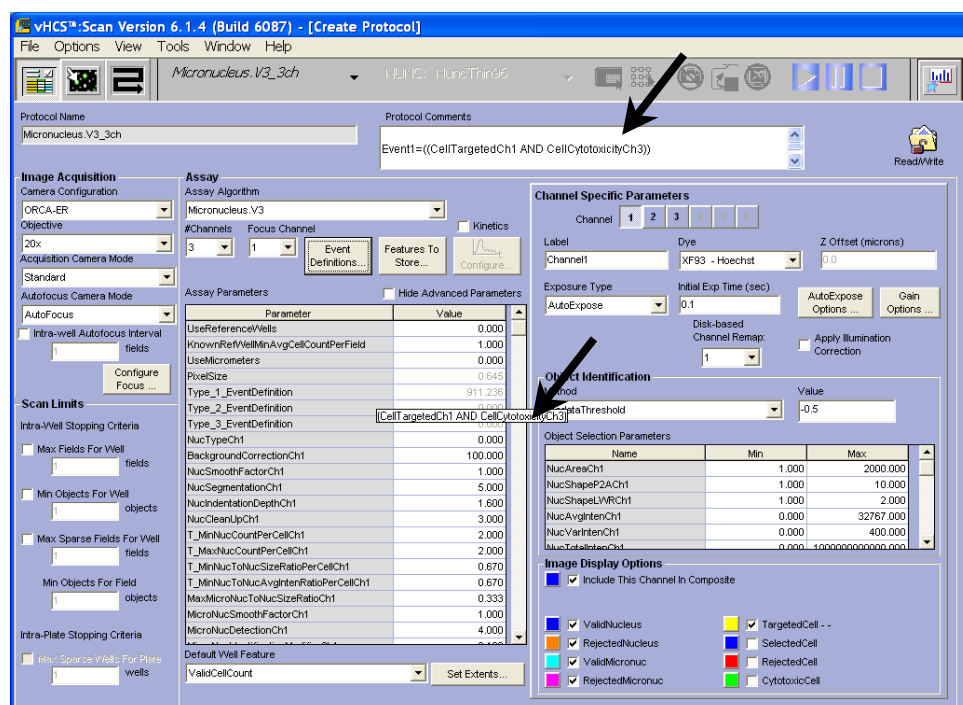 vHCS™:Scan Version 6.1.4 (Build 6087) - [Create Protocol]
File Options View Tools Window Help
Micronucleus.V3_3ch
NUNC: NuncThin96
Protocol Name
Protocol Comments
Micronucleus.V3_3ch
Event1=((CellTargetedCh1 AND CellCytotoxicityCh3))
Read/Write
Image Acquisition
Camera Configuration
ORCA-ER
Objective
20x
Acquisition Camera Mode
Standard
Autofocus Camera Mode
AutoFocus
Intra-well Autofocus Interval
1 fields
Configure Focus ...
Scan Limits
Intra-Well Stopping Criteria
Max Fields For Well
1 fields
Min Objects For Well
1 objects
Max Sparse Fields For Well
1 fields
Min Objects For Field
1 objects
Intra-Plate Stopping Criteria
Max Sparse Wells For Plate
1 wells
Assay
Assay Algorithm
Micronucleus.V3
Kinetics
#Channels Focus Channel
3 1
Event Definitions...
Features To Store...
Configure...
Assay Parameters
Hide Advanced Parameters
Parameter Value
UseReferenceWells 0.000
KnownRefWellMinAvgCellCountPerField 1.000
UseMicrometers 0.000
PixelSize 0.645
Type_1_EventDefinition 911.236
Type_2_EventDefinition 0.000
(CellTargetedCh1 AND CellCytotoxicityCh3)
Type_3_EventDefinition 0.000
NucTypeCh1 0.000
BackgroundCorrectionCh1 100.000
NucSmoothFactorCh1 1.000
NucSegmentationCh1 5.000
NucIndentationDepthCh1 1.600
NucCleanUpCh1 3.000
T_MinNucCountPerCellCh1 2.000
T_MaxNucCountPerCellCh1 2.000
T_MinNucToNucSizeRatioPerCellCh1 0.670
T_MinNucToNucAvgIntenRatioPerCellCh1 0.670
MaxMicroNucToNucSizeRatioCh1 0.333
MicroNucSmoothFactorCh1 1.000
MicroNucDetectionCh1 4.000
Default Well Feature
ValidCellCount
Set Extents...
Channel Specific Parameters
Channel 1 2 3 4 5 6
Label Dye Z Offset (microns)
Channel1 XF93 - Hoechst 0.0
Exposure Type Initial Exp Time (sec)
AutoExpose 0.1
AutoExpose Options ...
Gain Options ...
Disk-based Channel Remap:
1
Apply Illumination Correction
Object Identification
Method Value
ataThreshold -0.5
Object Selection Parameters
Name Min Max
NucAreaCh1 1.000 2000.000
NucShapeP2ACh1 1.000 10.000
NucShapeLWRCh1 1.000 2.000
NucAvgIntenCh1 0.000 32767.000
NucVarIntenCh1 0.000 400.000
NucTotalIntenCh1 0.000 1000000000000.000
Image Display Options
Include This Channel In Composite
ValidNucleus TargetedCell - -
RejectedNucleus SelectedCell
ValidMicronuc RejectedCell
RejectedMicronuc CytotoxicCell